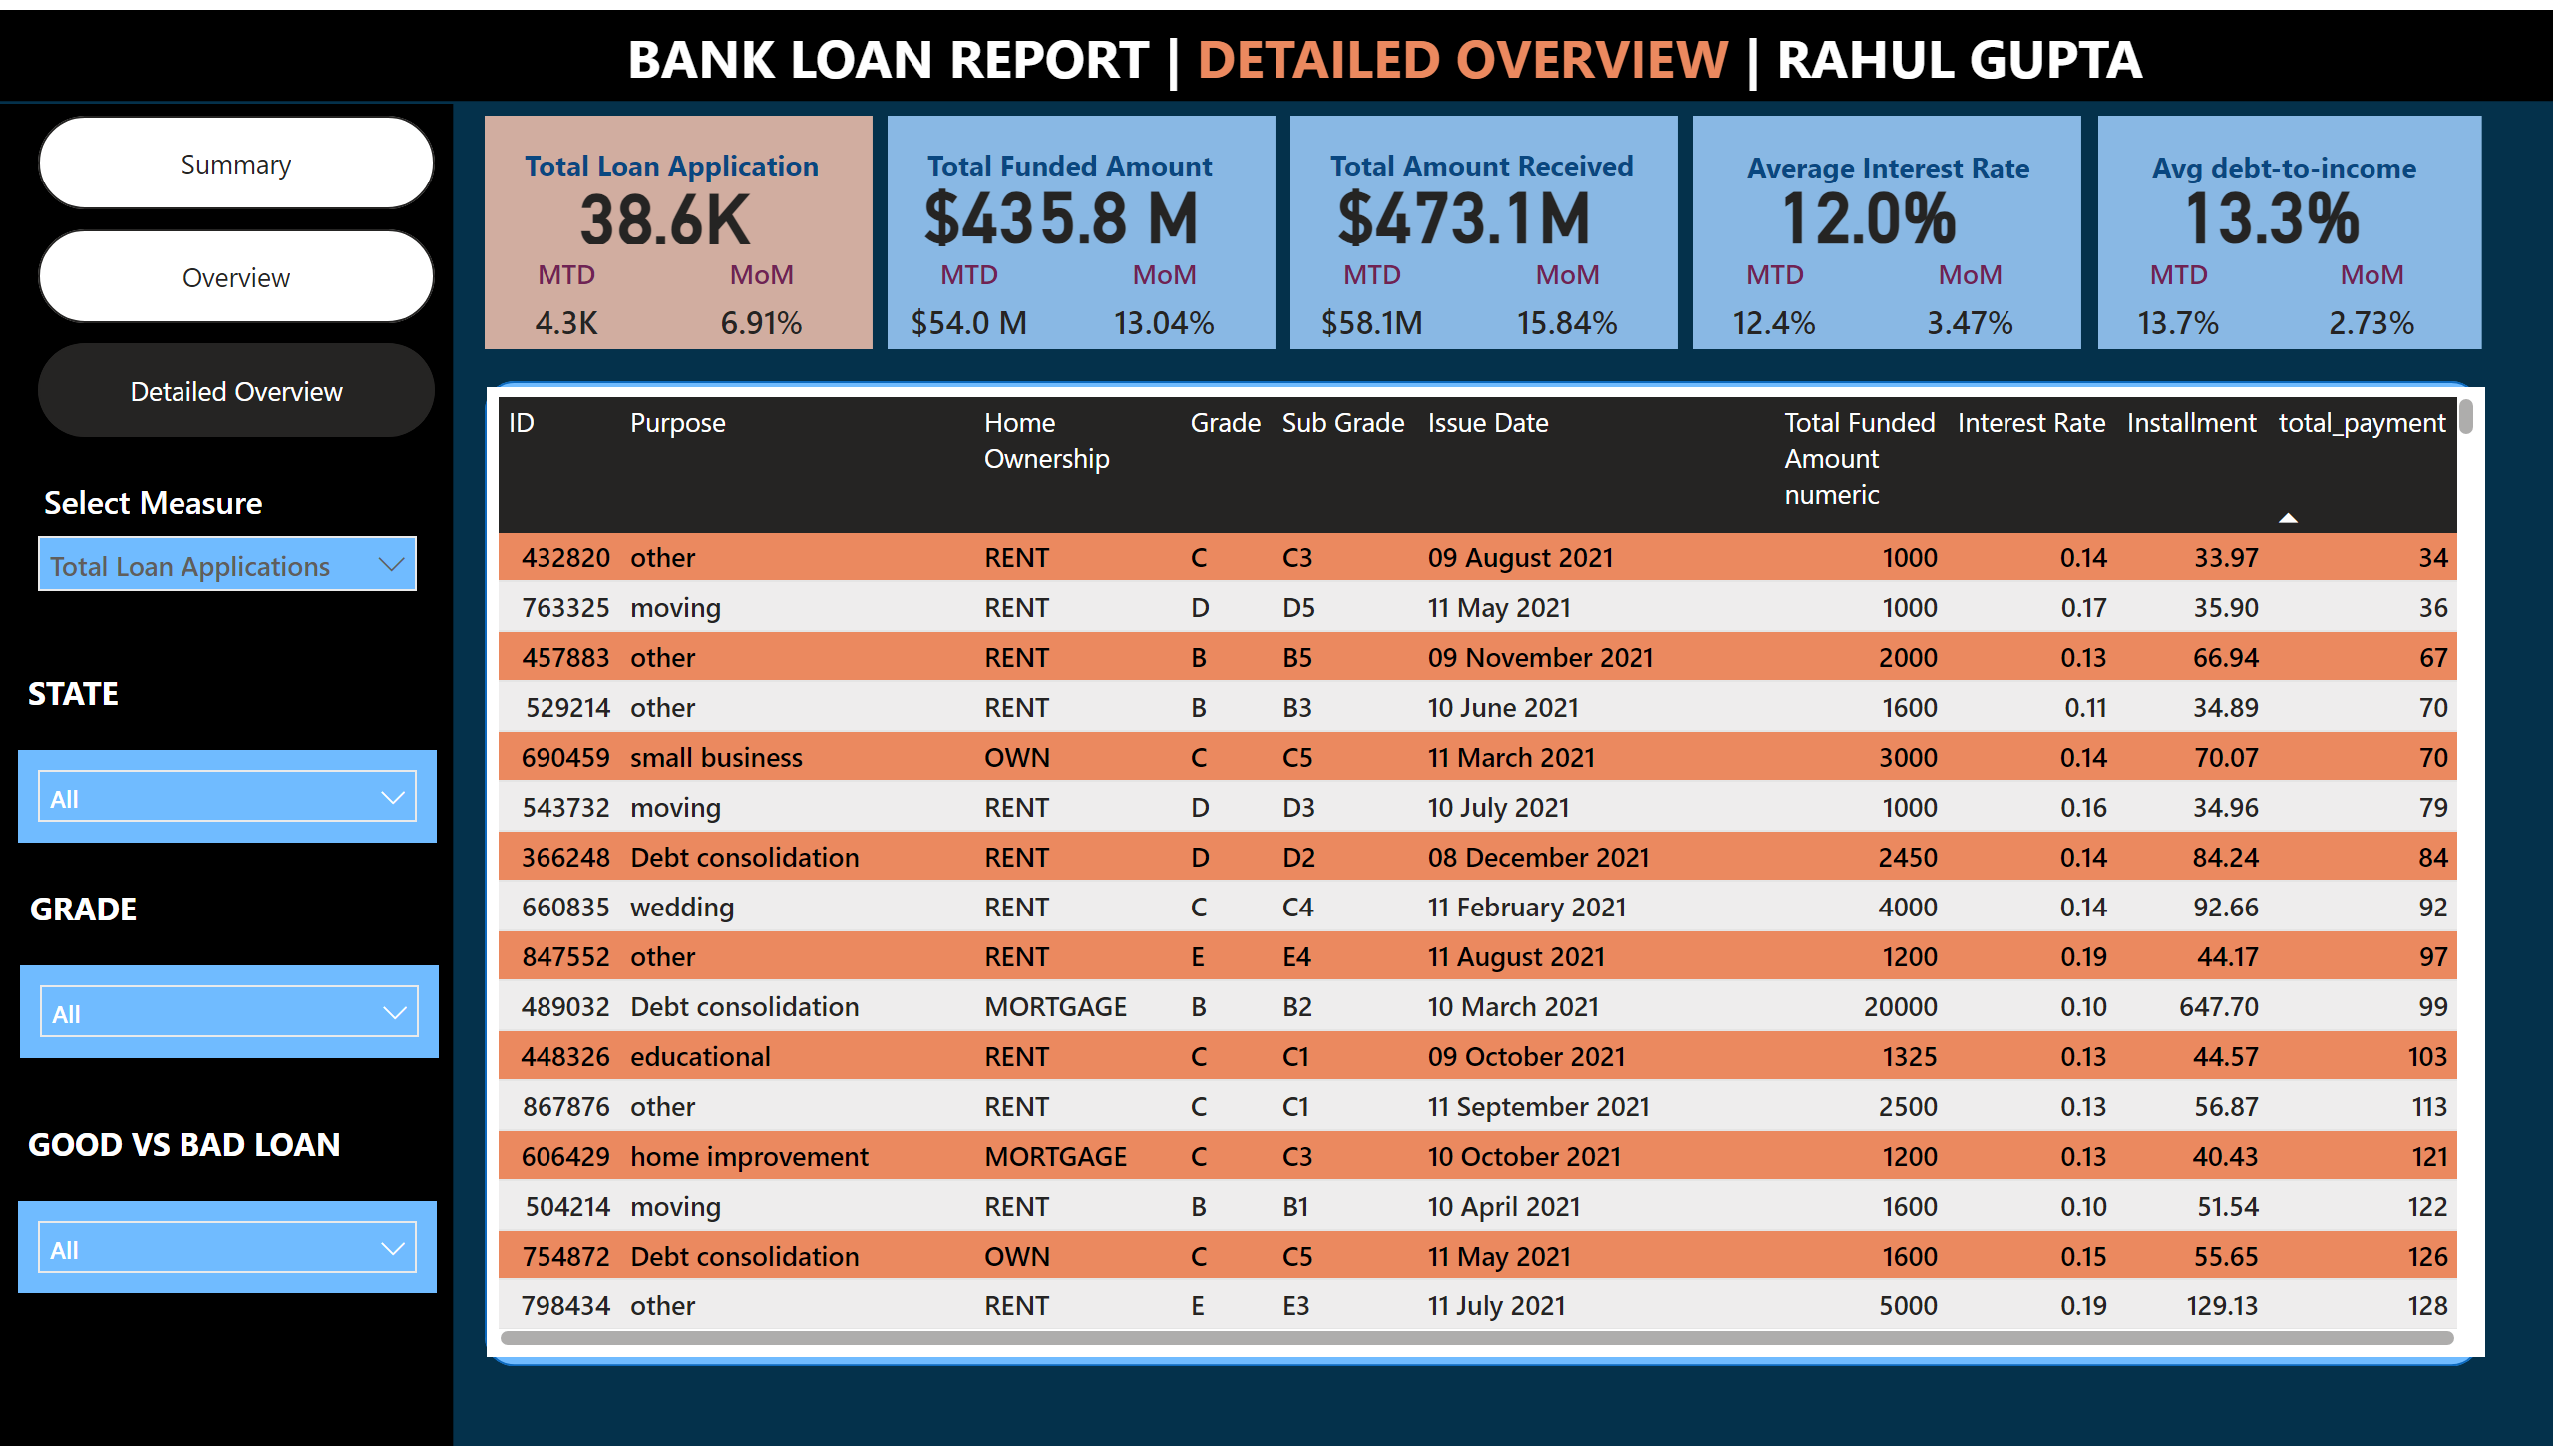 BANK LOAN REPORT | DETAILED OVERVIEW | RAHUL GUPTA
Summary
Overview
Detailed Overview
Select Measure
Total Loan Applications
STATE
All
GRADE
All
GOOD VS BAD LOAN
All
Total Loan Application
38.6K
MTD MoM
4.3K 6.91%
Total Funded Amount
$435.8 M
MTD MoM
$54.0 M 13.04%
Total Amount Received
$473.1M
MTD MoM
$58.1M 15.84%
Average Interest Rate
12.0%
MTD MoM
12.4% 3.47%
Avg debt-to-income
13.3%
MTD MoM
13.7% 2.73%
ID Purpose Home Ownership Grade Sub Grade Issue Date Total Funded Amount numeric Interest Rate Installment total_payment
432820 other RENT C C3 09 August 2021 1000 0.14 33.97 34
763325 moving RENT D D5 11 May 2021 1000 0.17 35.90 36
457883 other RENT B B5 09 November 2021 2000 0.13 66.94 67
529214 other RENT B B3 10 June 2021 1600 0.11 34.89 70
690459 small business OWN C C5 11 March 2021 3000 0.14 70.07 70
543732 moving RENT D D3 10 July 2021 1000 0.16 34.96 79
366248 Debt consolidation RENT D D2 08 December 2021 2450 0.14 84.24 84
660835 wedding RENT C C4 11 February 2021 4000 0.14 92.66 92
847552 other RENT E E4 11 August 2021 1200 0.19 44.17 97
489032 Debt consolidation MORTGAGE B B2 10 March 2021 20000 0.10 647.70 99
448326 educational RENT C C1 09 October 2021 1325 0.13 44.57 103
867876 other RENT C C1 11 September 2021 2500 0.13 56.87 113
606429 home improvement MORTGAGE C C3 10 October 2021 1200 0.13 40.43 121
504214 moving RENT B B1 10 April 2021 1600 0.10 51.54 122
754872 Debt consolidation OWN C C5 11 May 2021 1600 0.15 55.65 126
798434 other RENT E E3 11 July 2021 5000 0.19 129.13 128